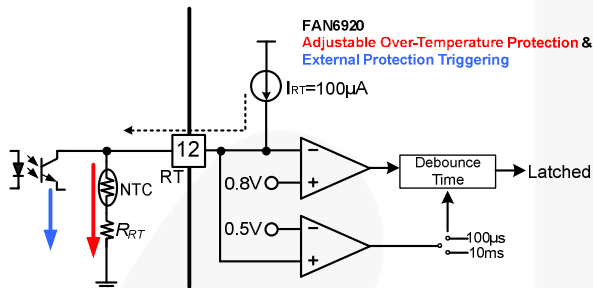 FAN6920
Adjustable Over-Temperature Protection &
External Protection Triggering
IRT=100µA
12
RT
NTC
RRT
0.8V
0.5V
−
+
−
+
Debounce
Time
Latched
100µs
10ms